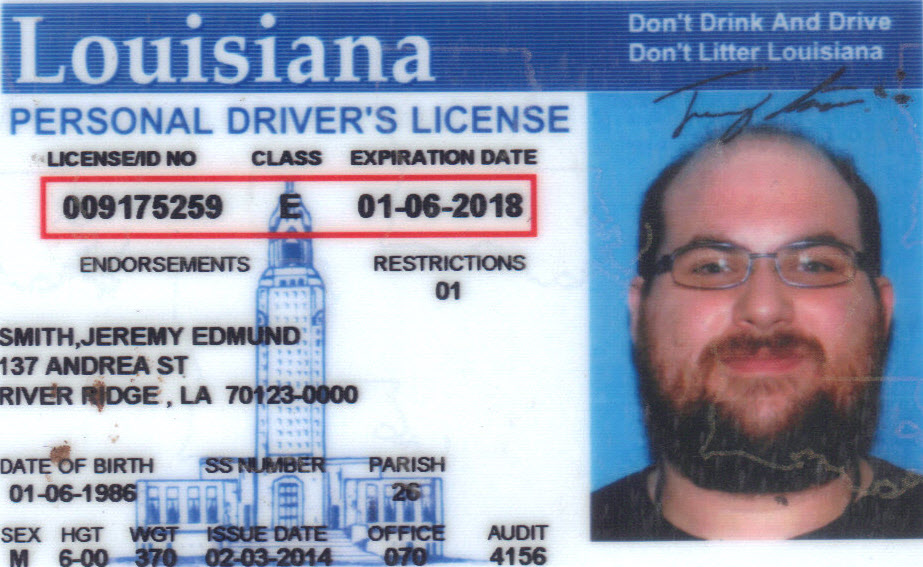 Louisiana
Don't Drink And Drive
Don't Litter Louisiana
PERSONAL DRIVER'S LICENSE
LICENSE/ID NO CLASS EXPIRATION DATE
009175259 E 01-06-2018
ENDORSEMENTS RESTRICTIONS
01
SMITH,JEREMY EDMUND
137 ANDREA ST
RIVER RIDGE , LA 70123-0000
DATE OF BIRTH SS NUMBER PARISH
01-06-1986 26
SEX HGT WGT ISSUE DATE OFFICE AUDIT
M 6-00 370 02-03-2014 070 4156